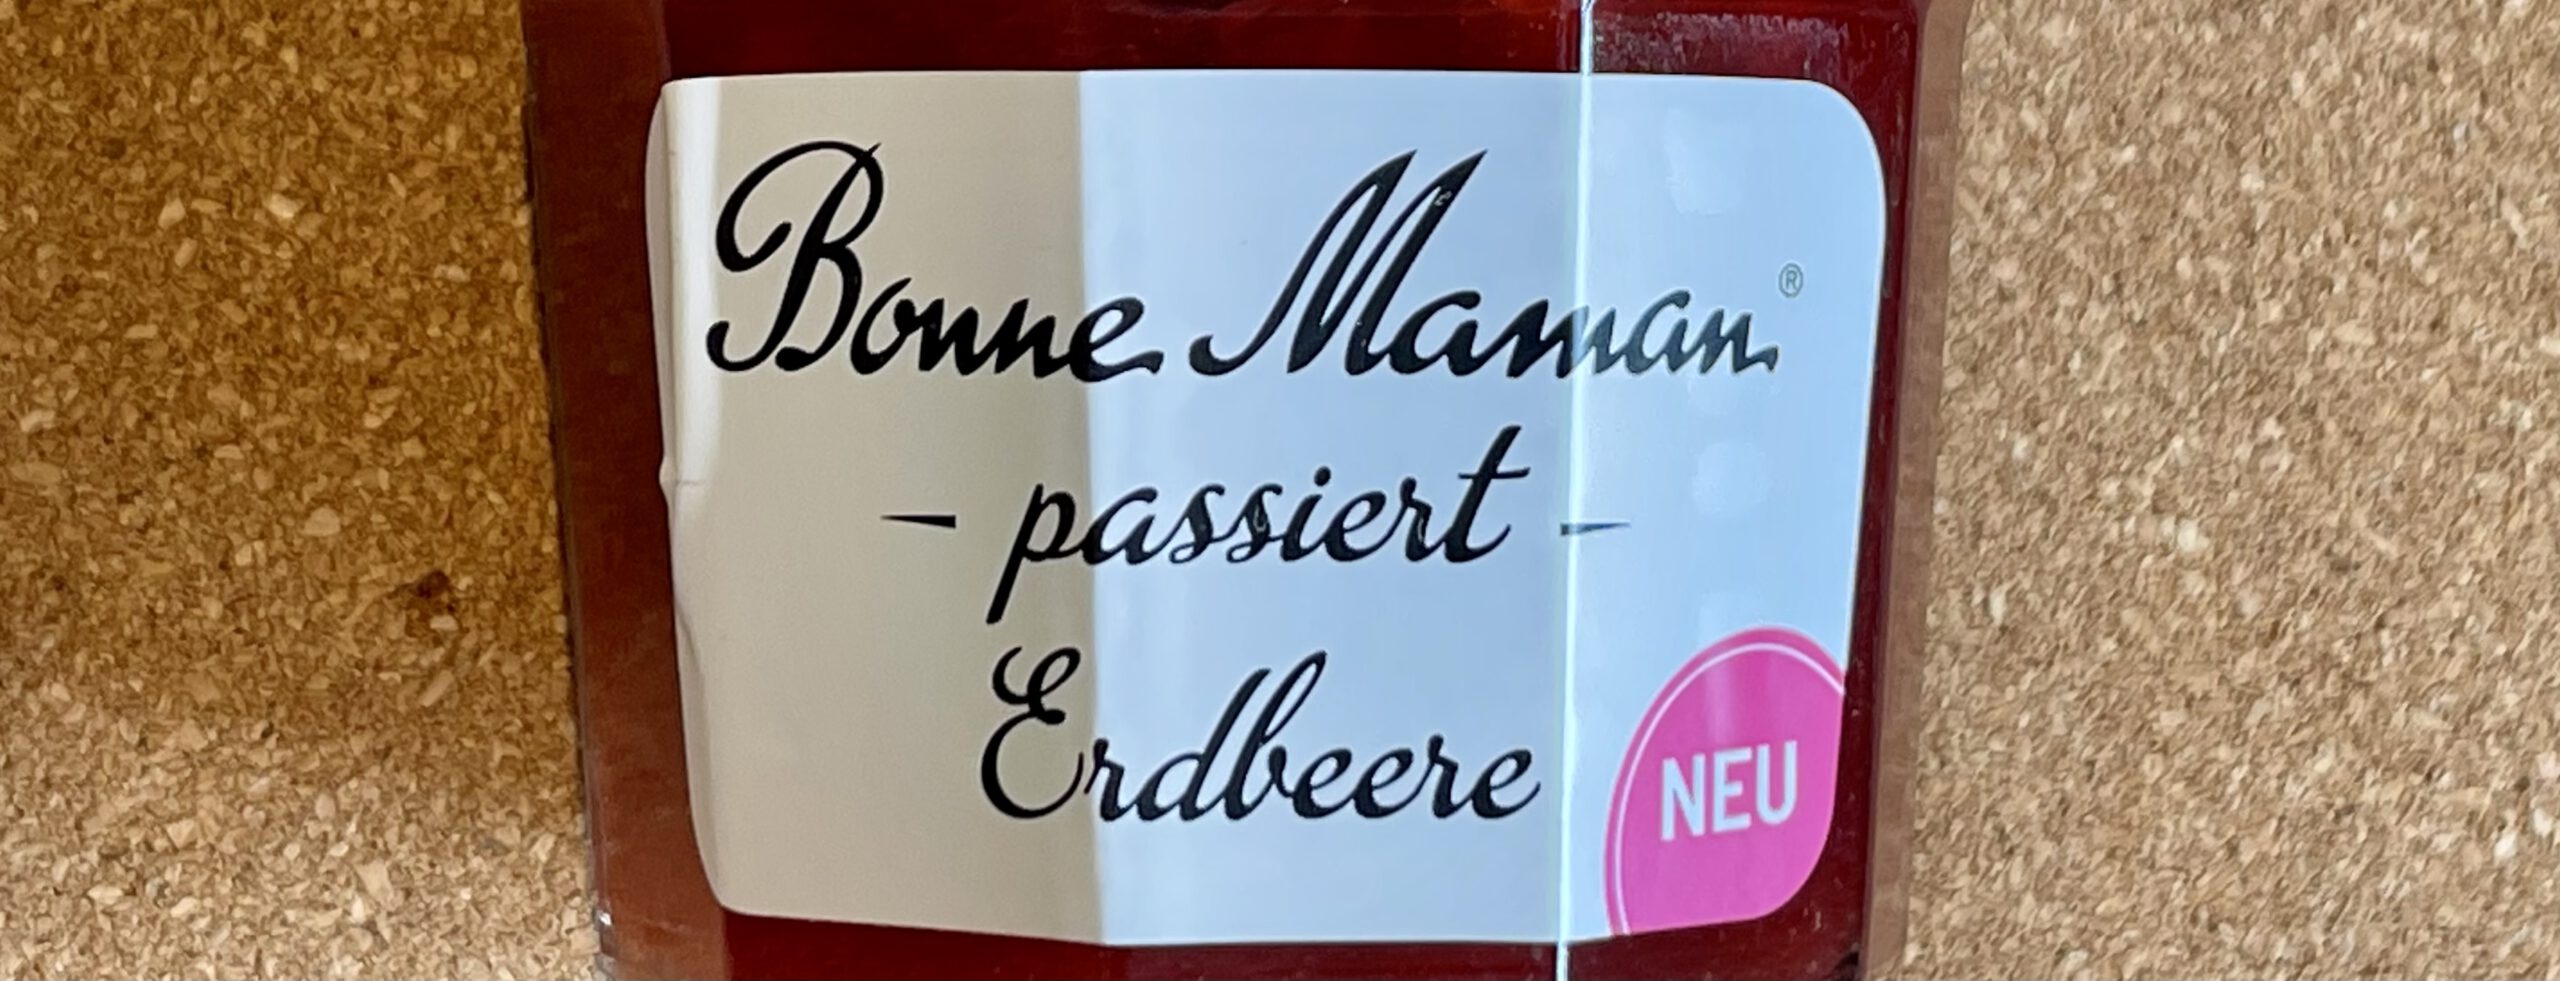 Bonne Maman®
- passiert -
Erdbeere
NEU